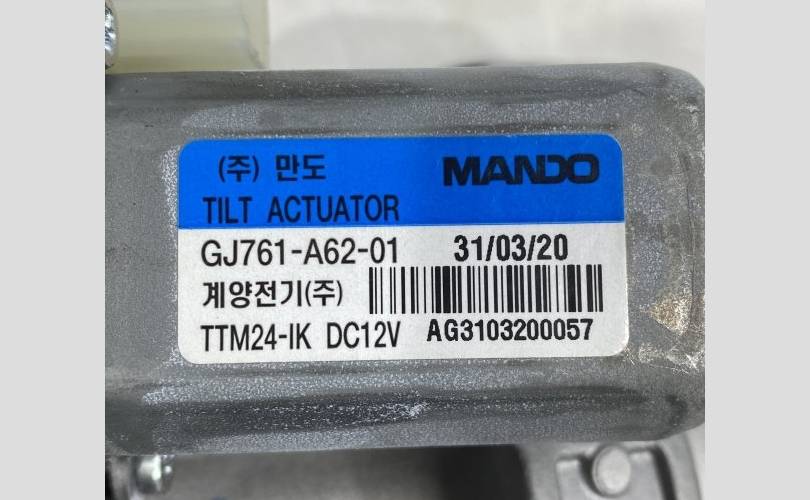 (주) 만도 MANDO
TILT ACTUATOR
GJ761-A62-01 31/03/20
계양전기(주)
TTM24-IK DC12V AG3103200057